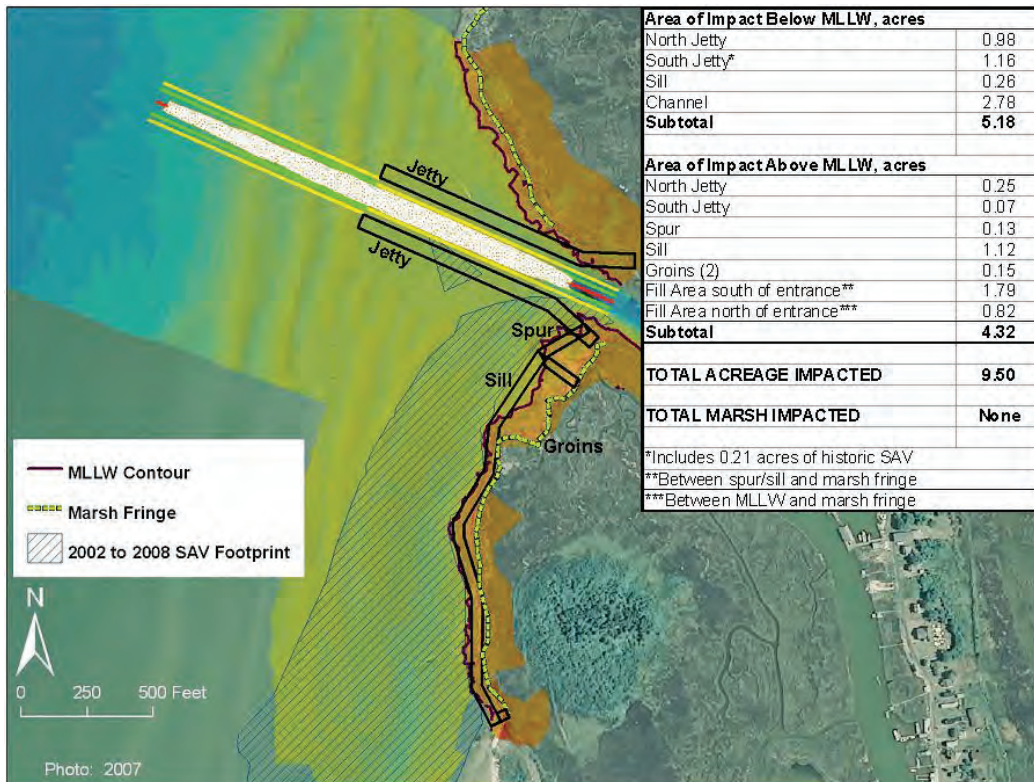 Area of Impact Below MLLW, acres
North Jetty 0.98
South Jetty* 1.16
Sill 0.26
Channel 2.78
Subtotal 5.18
Area of Impact Above MLLW, acres
North Jetty 0.25
South Jetty 0.07
Spur 0.13
Sill 1.12
Groins (2) 0.15
Fill Area south of entrance** 1.79
Fill Area north of entrance*** 0.82
Subtotal 4.32
TOTAL ACREAGE IMPACTED 9.50
TOTAL MARSH IMPACTED None
*Includes 0.21 acres of historic SAV
**Between spur/sill and marsh fringe
***Between MLLW and marsh fringe
Jetty
Jetty
Spur
Sill
Groins
MLLW Contour
Marsh Fringe
2002 to 2008 SAV Footprint
N
0 250 500 Feet
Photo: 2007